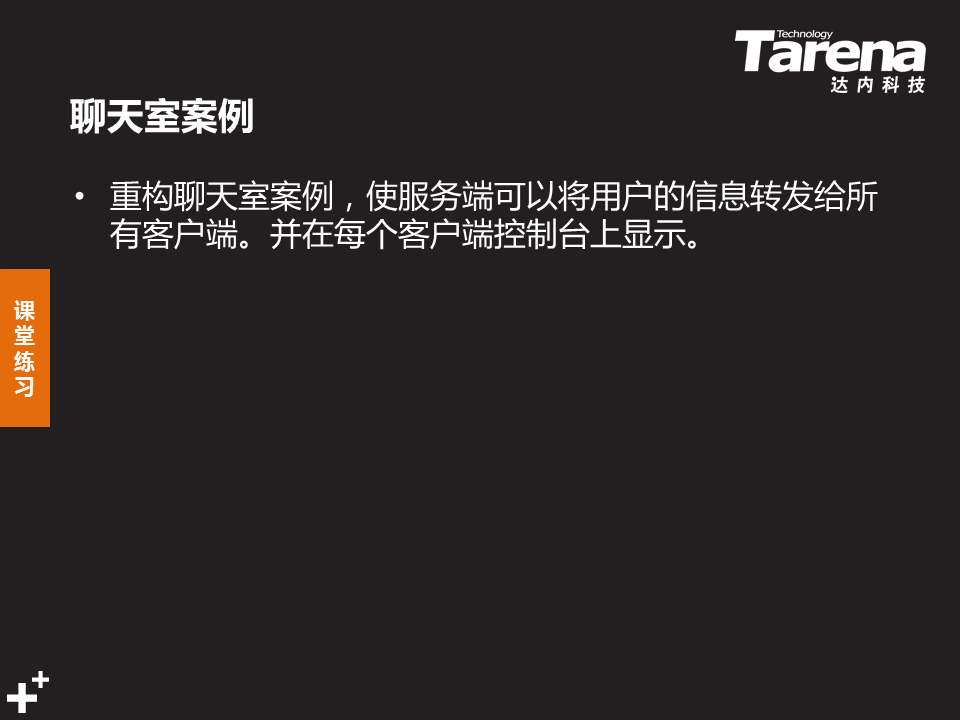 Technology
Tarena
达内科技
聊天室案例
• 重构聊天室案例，使服务端可以将用户的信息转发给所
有客户端。并在每个客户端控制台上显示。
课
堂
练
习